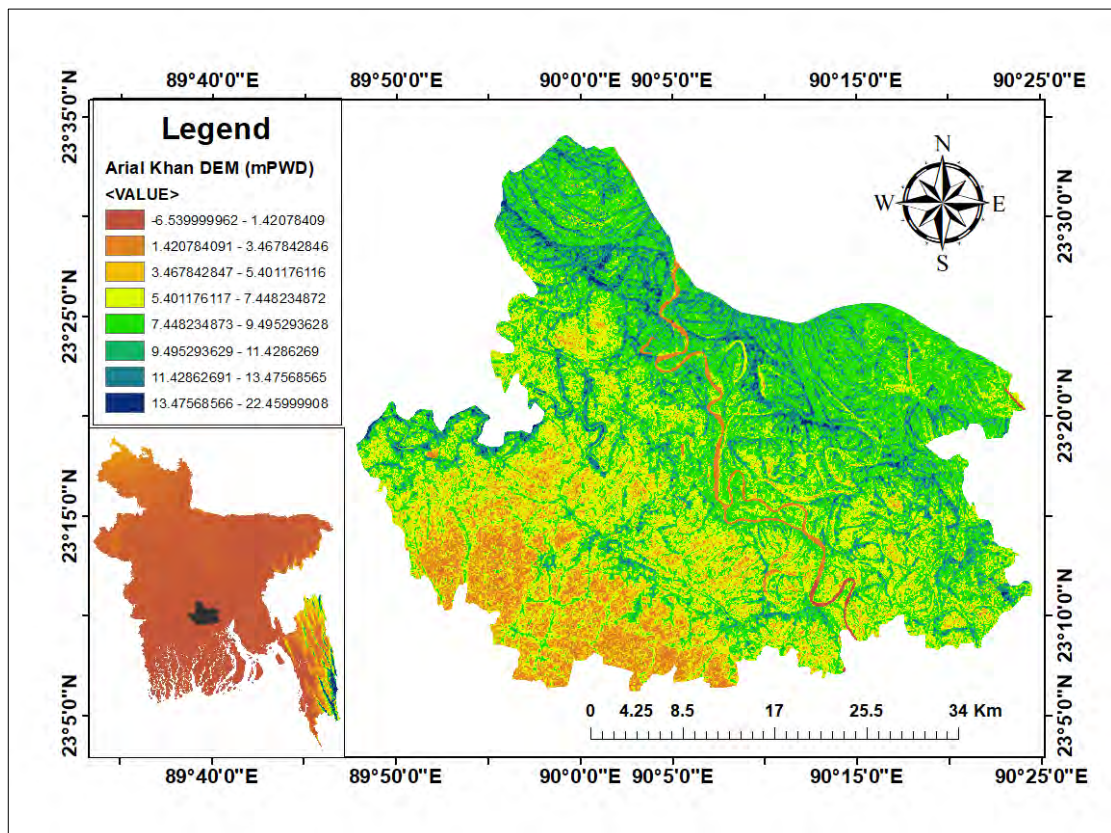 89°40'0"E 89°50'0"E 90°0'0"E 90°5'0"E 90°15'0"E 90°25'0"E
23°35'0"N
23°30'0"N
23°25'0"N
23°20'0"N
23°15'0"N
23°10'0"N
23°5'0"N
23°5'0"N
Legend
Arial Khan DEM (mPWD)
<VALUE>
-6.539999962 - 1.42078409
1.420784091 - 3.467842846
3.467842847 - 5.401176116
5.401176117 - 7.448234872
7.448234873 - 9.495293628
9.495293629 - 11.4286269
11.42862691 - 13.47568565
13.47568566 - 22.45999908
N
W E
S
0 4.25 8.5 17 25.5 34 Km
89°40'0"E 89°50'0"E 90°0'0"E 90°5'0"E 90°15'0"E 90°25'0"E